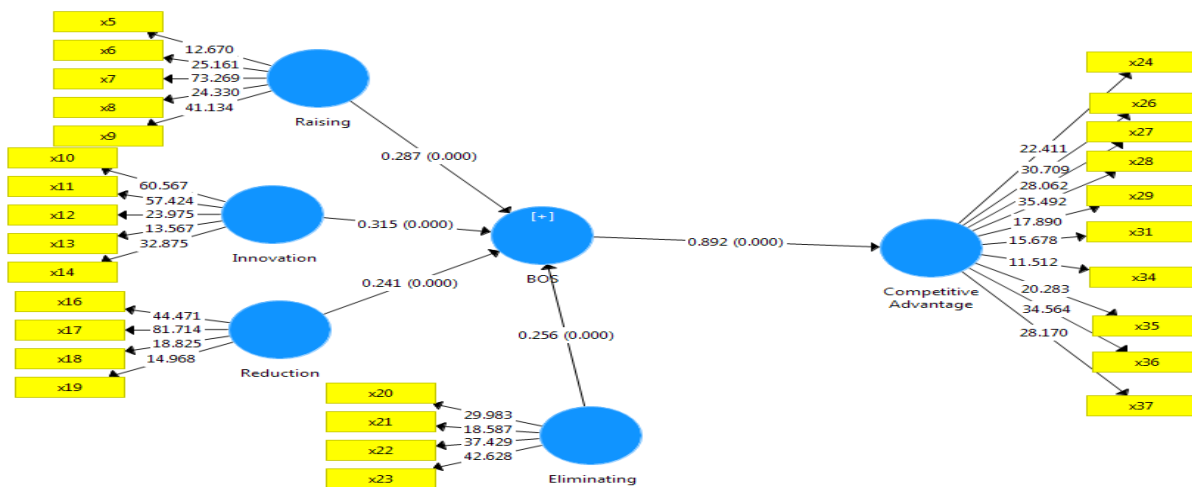 x5
x6
x7
x8
x9
12.670
25.161
73.269
24.330
41.134
Raising
0.287 (0.000)
x10
x11
x12
x13
x14
60.567
57.424
23.975
13.567
32.875
Innovation
0.315 (0.000)
x16
x17
x18
x19
44.471
81.714
18.825
14.968
Reduction
0.241 (0.000)
x20
x21
x22
x23
29.983
18.587
37.429
42.628
Eliminating
0.256 (0.000)
[+]
BOS
0.892 (0.000)
Competitive
Advantage
22.411
30.709
28.062
35.492
17.890
15.678
11.512
20.283
34.564
28.170
x24
x26
x27
x28
x29
x31
x34
x35
x36
x37